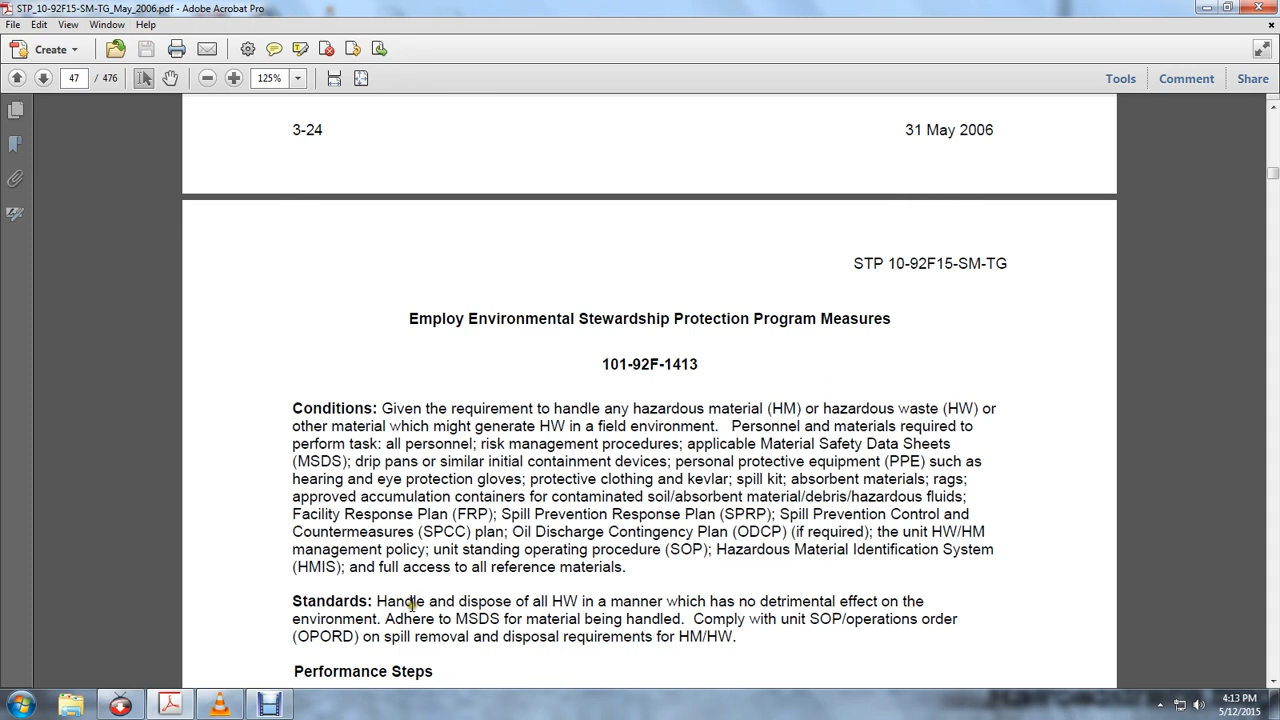 STP_10-92F15-SM-TG_May_2006.pdf - Adobe Acrobat Pro
File Edit View Window Help
Create
47 / 476 125% Tools Comment Share
3-24 31 May 2006
STP 10-92F15-SM-TG
Employ Environmental Stewardship Protection Program Measures
101-92F-1413
Conditions: Given the requirement to handle any hazardous material (HM) or hazardous waste (HW) or
other material which might generate HW in a field environment. Personnel and materials required to
perform task: all personnel; risk management procedures; applicable Material Safety Data Sheets
(MSDS); drip pans or similar initial containment devices; personal protective equipment (PPE) such as
hearing and eye protection gloves; protective clothing and kevlar; spill kit; absorbent materials; rags;
approved accumulation containers for contaminated soil/absorbent material/debris/hazardous fluids;
Facility Response Plan (FRP); Spill Prevention Response Plan (SPRP); Spill Prevention Control and
Countermeasures (SPCC) plan; Oil Discharge Contingency Plan (ODCP) (if required); the unit HW/HM
management policy; unit standing operating procedure (SOP); Hazardous Material Identification System
(HMIS); and full access to all reference materials.
Standards: Handle and dispose of all HW in a manner which has no detrimental effect on the
environment. Adhere to MSDS for material being handled. Comply with unit SOP/operations order
(OPORD) on spill removal and disposal requirements for HM/HW.
Performance Steps
4:13 PM
5/12/2015